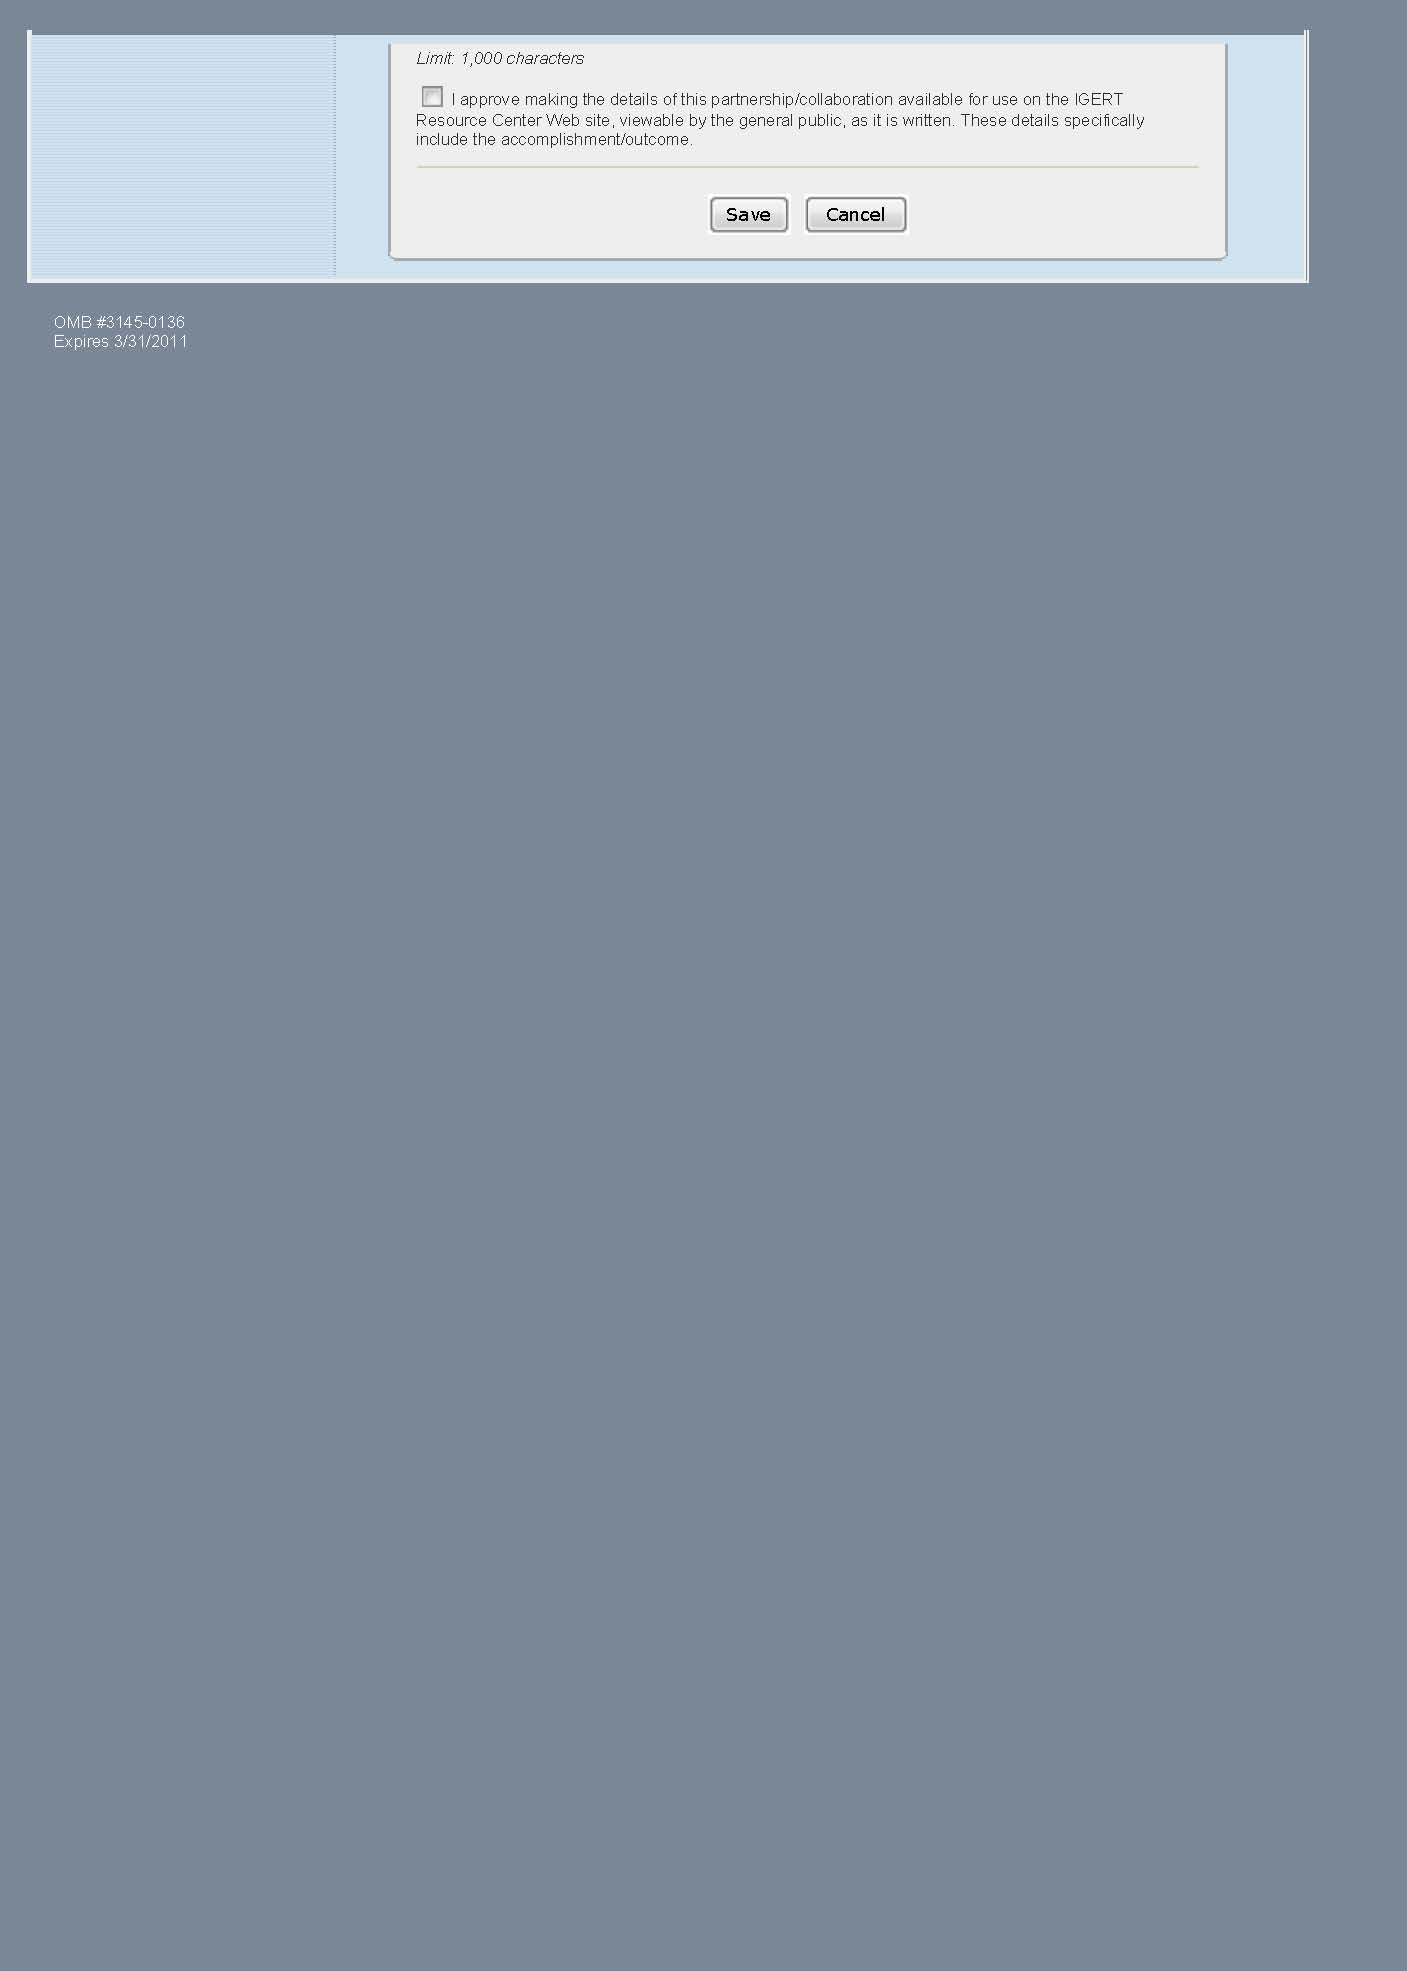 Limit: 1,000 characters
I approve making the details of this partnership/collaboration available for use on the IGERT
Resource Center Web site, viewable by the general public, as it is written. These details specifically
include the accomplishment/outcome.
Save Cancel
OMB #3145-0136
Expires 3/31/2011